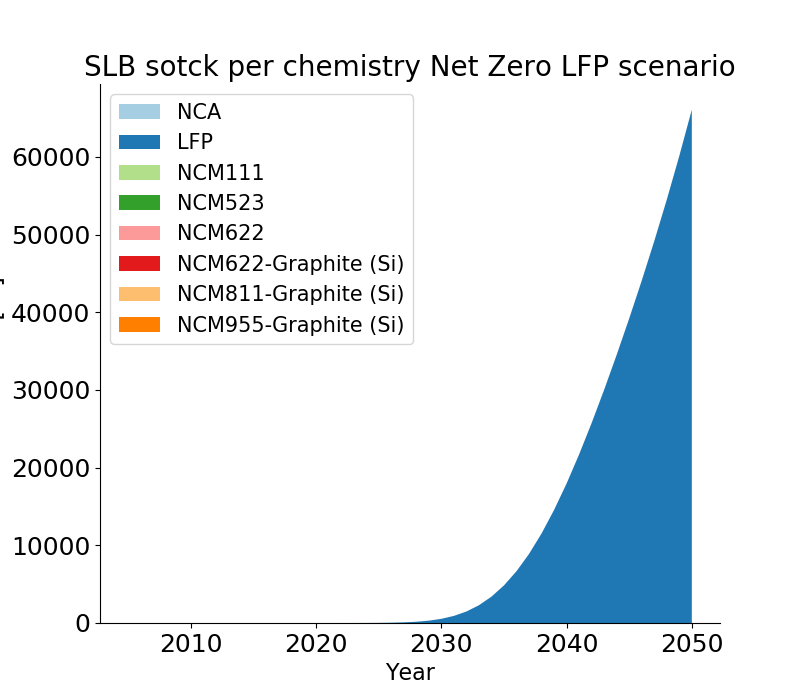 SLB sotck per chemistry Net Zero LFP scenario
NCA
LFP
NCM111
NCM523
NCM622
NCM622-Graphite (Si)
NCM811-Graphite (Si)
NCM955-Graphite (Si)
60000
50000
40000
30000
20000
10000
0
2010 2020 2030 2040 2050
Year